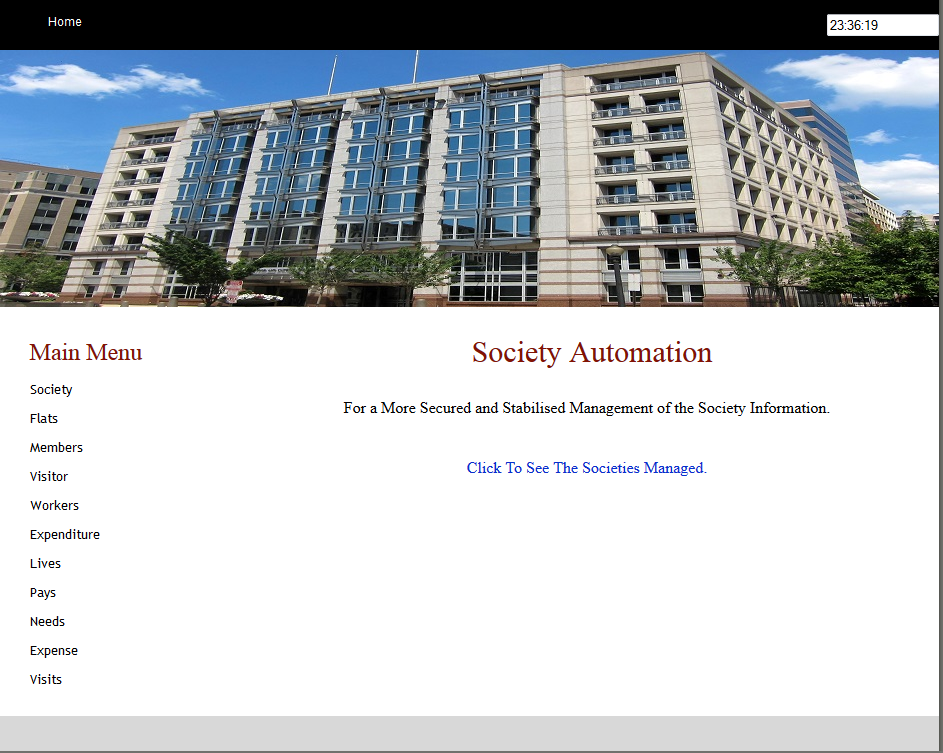 Home
23:36:19
Main Menu
Society
Flats
Members
Visitor
Workers
Expenditure
Lives
Pays
Needs
Expense
Visits
Society Automation
For a More Secured and Stabilised Management of the Society Information.
Click To See The Societies Managed.